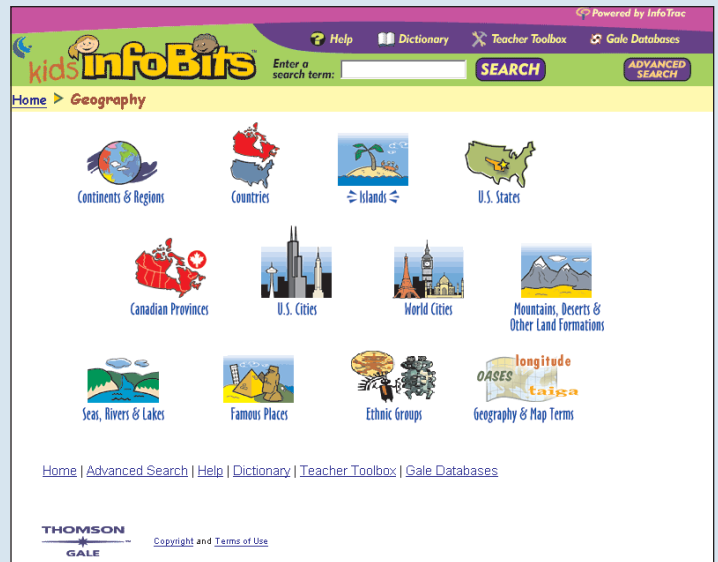 Powered by InfoTrac
Help Dictionary Teacher Toolbox Gale Databases
kids InfoBits™
Enter a
search term: SEARCH ADVANCED
SEARCH
Home > Geography
Continents & Regions Countries Islands U.S. States
Canadian Provinces U.S. Cities World Cities Mountains, Deserts &
Other Land Formations
longitude
OASES
taiga
Seas, Rivers & Lakes Famous Places Ethnic Groups Geography & Map Terms
Home | Advanced Search | Help | Dictionary | Teacher Toolbox | Gale Databases
THOMSON
™
GALE
Copyright and Terms of Use